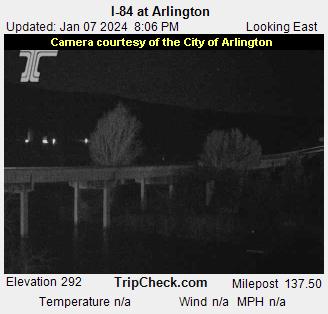 I-84 at Arlington
Updated: Jan 07 2024 8:06 PM Looking East
Camera courtesy of the City of Arlington
Elevation 292 TripCheck.com Milepost 137.50
Temperature n/a Wind n/a MPH n/a